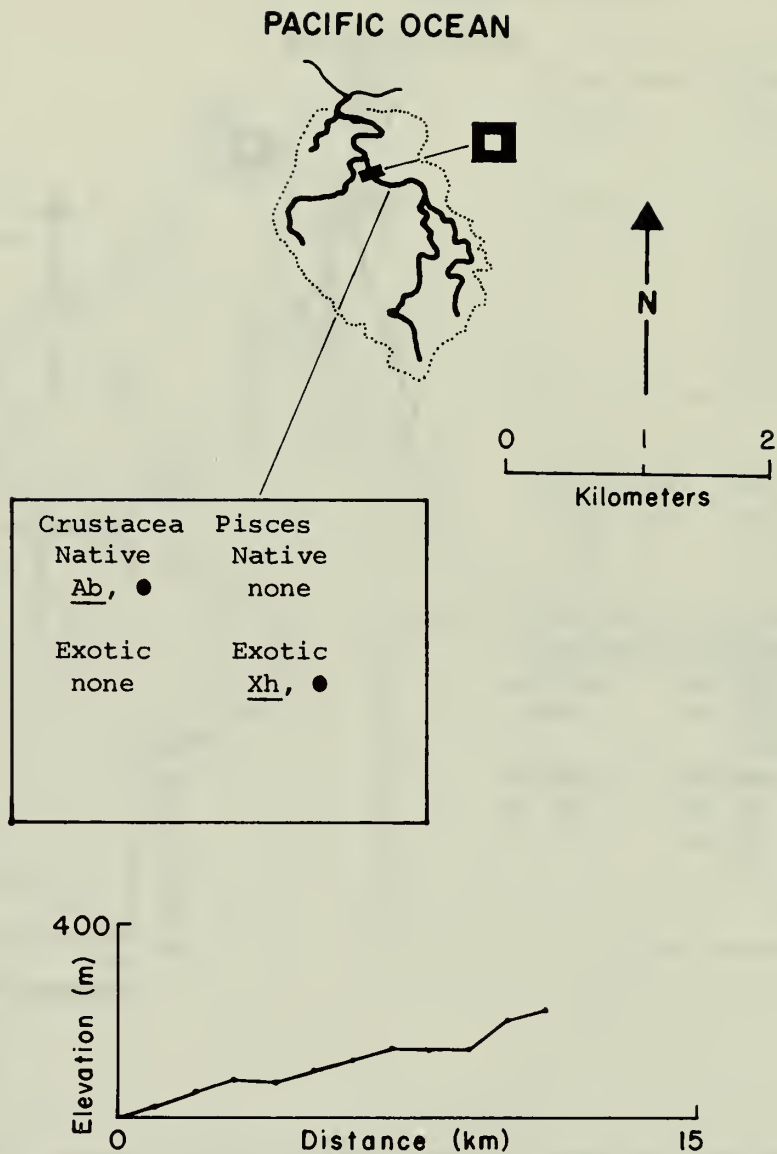 PACIFIC OCEAN
N
0 1 2
Kilometers
Crustacea Pisces
Native Native
Ab, ● none
Exotic Exotic
none Xh, ●
400
Elevation (m)
0 Distance (km) 15